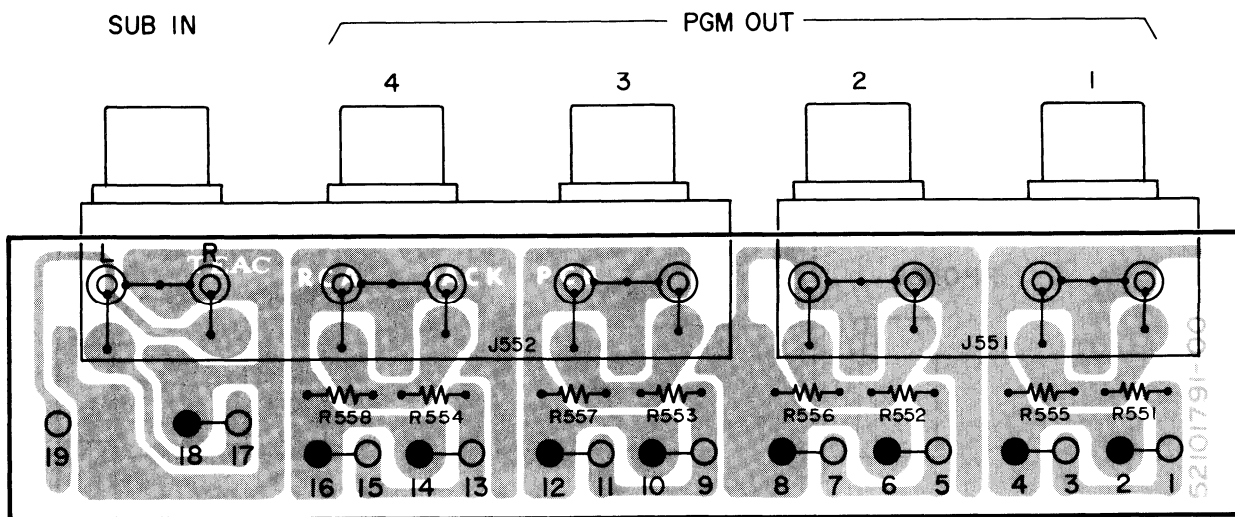 SUB IN PGM OUT
4 3 2 1
L R TEAC
J552 J551
R558 R554 R557 R553 R556 R552 R555 R551
19 18 17 16 15 14 13 12 11 10 9 8 7 6 5 4 3 2 1
52101791-00